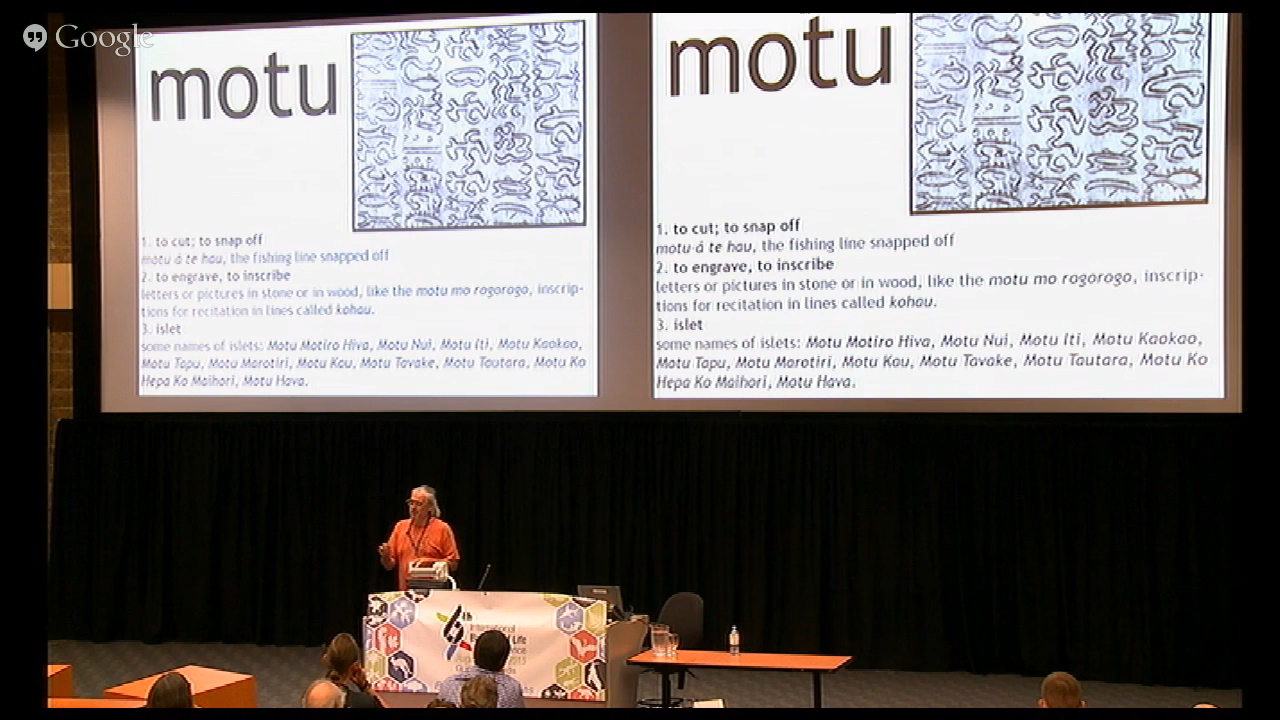 Google
motu
1. to cut; to snap off
motu á te hau, the fishing line snapped off
2. to engrave, to inscribe
letters or pictures in stone or in wood, like the motu mo rogorogo, inscrip-
tions for recitation in lines called kohau.
3. islet
some names of islets: Motu Motiro Hiva, Motu Nui, Motu Iti, Motu Kaokao,
Motu Tapu, Motu Marotiri, Motu Kau, Motu Tavake, Motu Tautara, Motu Ko
Hepa Ko Maihori, Motu Hava.
motu
1. to cut; to snap off
motu á te hau, the fishing line snapped off
2. to engrave, to inscribe
letters or pictures in stone or in wood, like the motu mo rogorogo, inscrip-
tions for recitation in lines called kohau.
3. islet
some names of islets: Motu Motiro Hiva, Motu Nui, Motu Iti, Motu Kaokao,
Motu Tapu, Motu Marotiri, Motu Kau, Motu Tavake, Motu Tautara, Motu Ko
Hepa Ko Maihori, Motu Hava.
International
Life